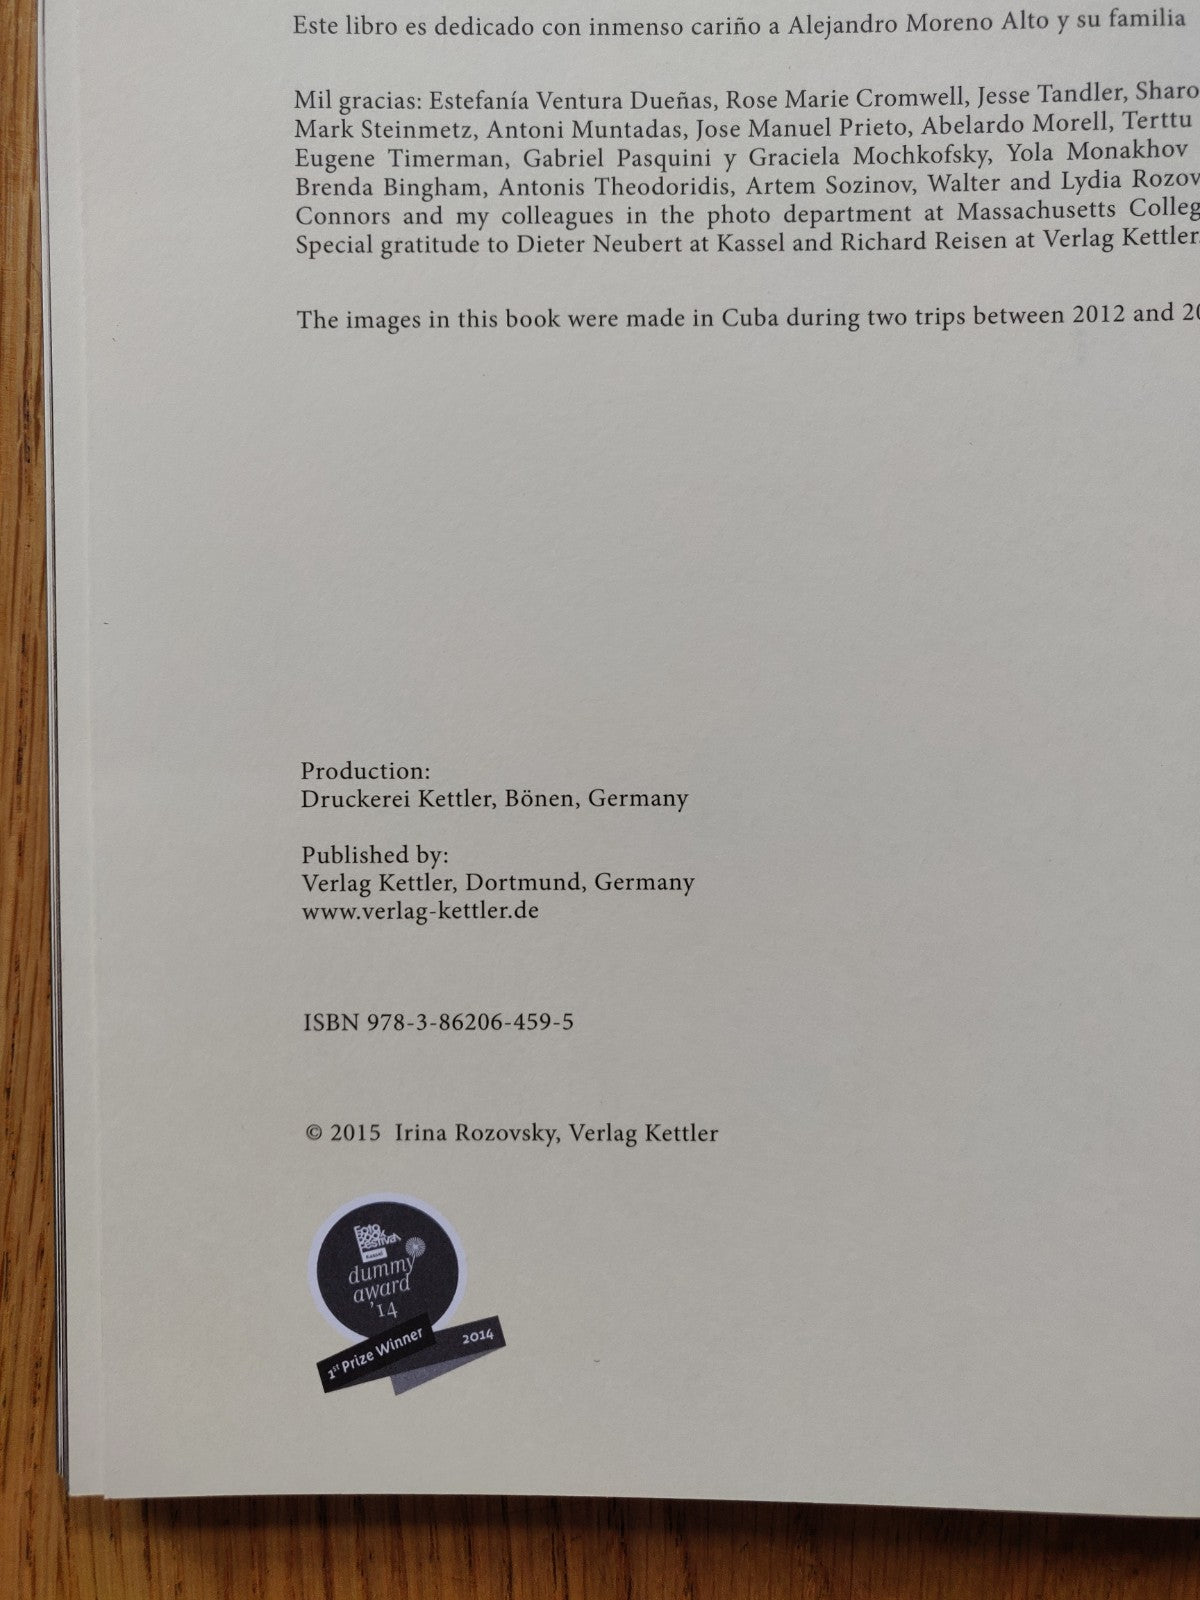 Este libro es dedicado con inmenso cariño a Alejandro Moreno Alto y su familia
Mil gracias: Estefanía Ventura Dueñas, Rose Marie Cromwell, Jesse Tandler, Sharo
Mark Steinmetz, Antoni Muntadas, Jose Manuel Prieto, Abelardo Morell, Terttu
Eugene Timerman, Gabriel Pasquini y Graciela Mochkofsky, Yola Monakhov
Brenda Bingham, Antonis Theodoridis, Artem Sozinov, Walter and Lydia Rozov
Connors and my colleagues in the photo department at Massachusetts Colleg
Special gratitude to Dieter Neubert at Kassel and Richard Reisen at Verlag Kettler.
The images in this book were made in Cuba during two trips between 2012 and 20
Production:
Druckerei Kettler, Bönen, Germany
Published by:
Verlag Kettler, Dortmund, Germany
www.verlag-kettler.de
ISBN 978-3-86206-459-5
© 2015 Irina Rozovsky, Verlag Kettler
Foto
Book
Festival
Kassel
dummy
award
'14
1st Prize Winner 2014